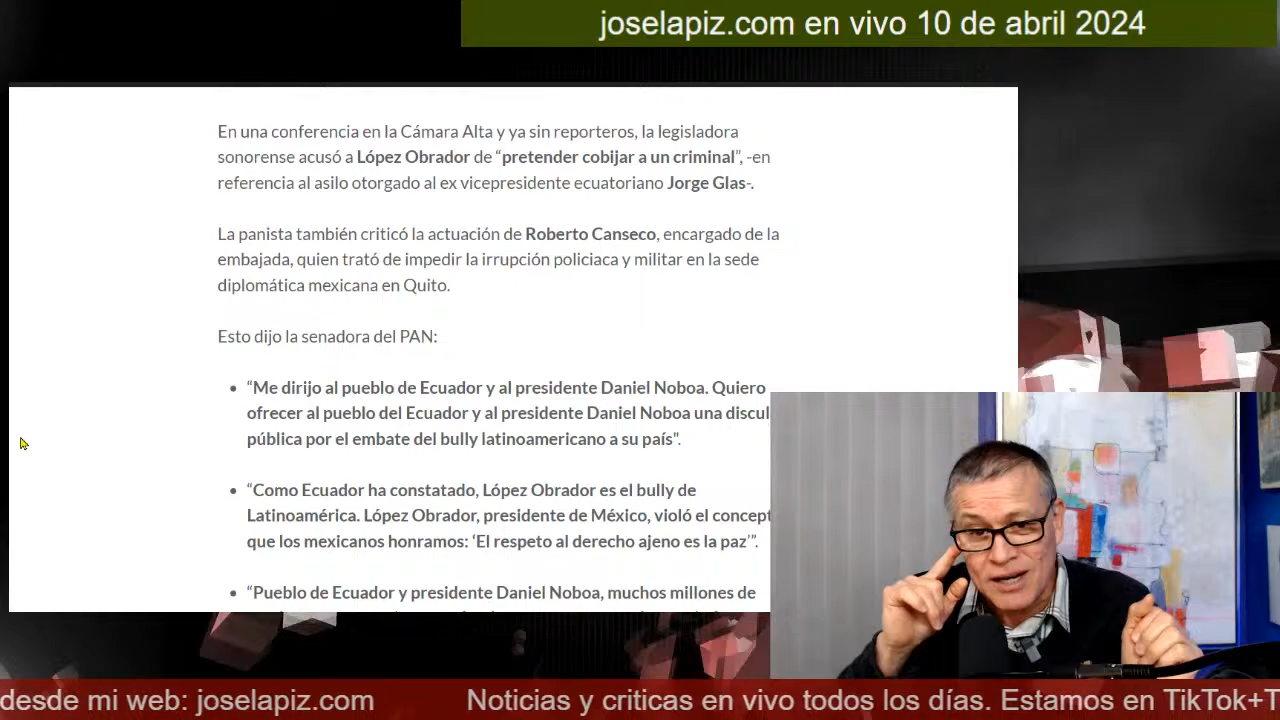 joselapiz.com en vivo 10 de abril 2024
En una conferencia en la Cámara Alta y ya sin reporteros, la legisladora
sonorense acusó a López Obrador de “pretender cobijar a un criminal”, -en
referencia al asilo otorgado al ex vicepresidente ecuatoriano Jorge Glas-.
La panista también criticó la actuación de Roberto Canseco, encargado de la
embajada, quien trató de impedir la irrupción policiaca y militar en la sede
diplomática mexicana en Quito.
Esto dijo la senadora del PAN:
• “Me dirijo al pueblo de Ecuador y al presidente Daniel Noboa. Quiero
ofrecer al pueblo del Ecuador y al presidente Daniel Noboa una discul
pública por el embate del bully latinoamericano a su país".
• “Como Ecuador ha constatado, López Obrador es el bully de
Latinoamérica. López Obrador, presidente de México, violó el concept
que los mexicanos honramos: ‘El respeto al derecho ajeno es la paz’”.
• “Pueblo de Ecuador y presidente Daniel Noboa, muchos millones de
desde mi web: joselapiz.com Noticias y criticas en vivo todos los días. Estamos en TikTok+T